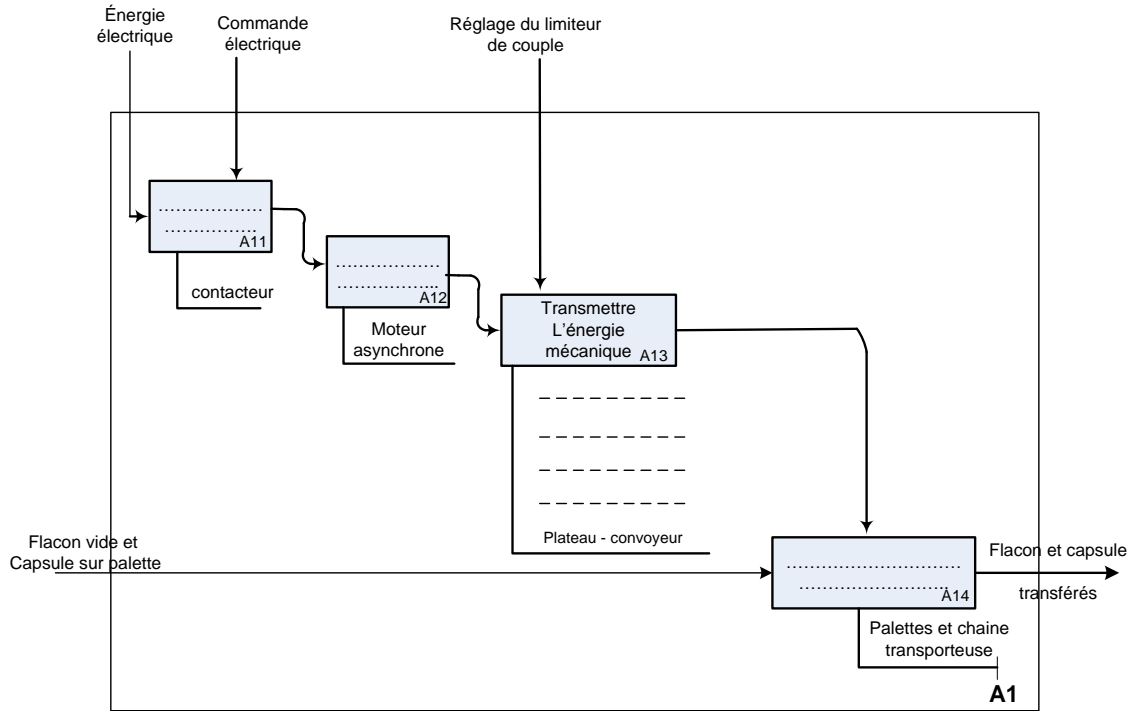 Énergie
électrique
Commande
électrique
Réglage du limiteur
de couple
..................
................
A11
contacteur
..................
..................
A12
Moteur
asynchrone
Transmettre
L'énergie
mécanique
A13
_ _ _ _ _ _ _ _ _
_ _ _ _ _ _ _ _ _
_ _ _ _ _ _ _ _ _
_ _ _ _ _ _ _ _ _
Plateau - convoyeur
Flacon vide et
Capsule sur palette
..............................
..........................
A14
Flacon et capsule
transférés
Palettes et chaine
transporteuse
A1